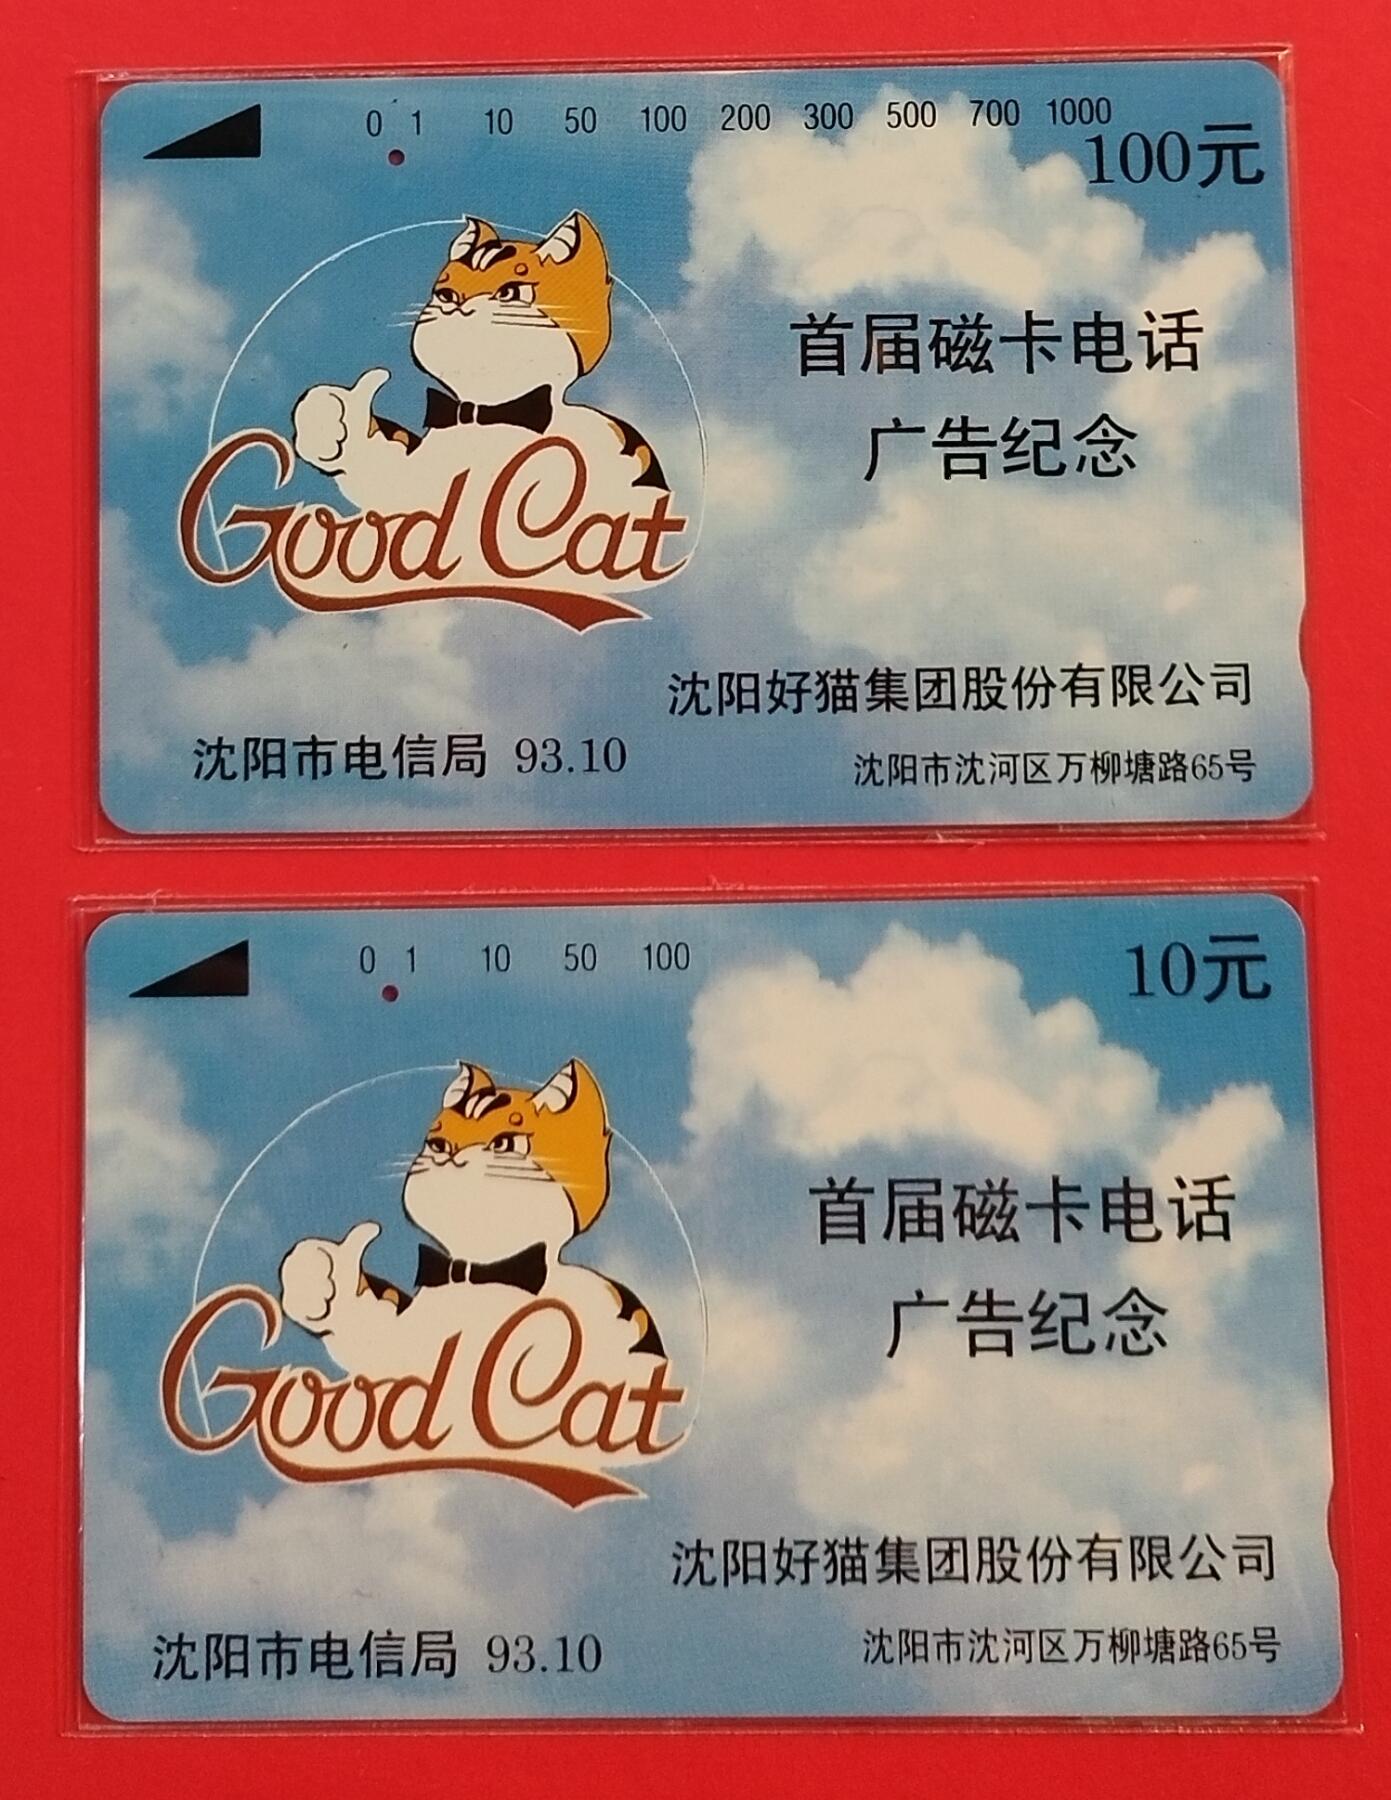 0 1 10 50 100 200 300 500 700 1000
100元
首届磁卡电话
广告纪念
Good Cat
沈阳好猫集团股份有限公司
沈阳市电信局 93.10
沈阳市沈河区万柳塘路65号
0 1 10 50 100
10元
首届磁卡电话
广告纪念
Good Cat
沈阳好猫集团股份有限公司
沈阳市电信局 93.10
沈阳市沈河区万柳塘路65号